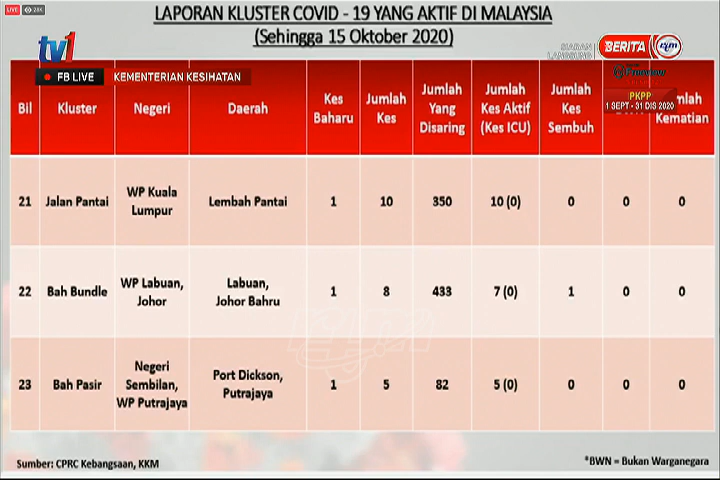 LIVE 28K
LAPORAN KLUSTER COVID - 19 YANG AKTIF DI MALAYSIA
(Sehingga 15 Oktober 2020)
tv1
SIARAN
LANGSUNG
BERITA rtm
FB LIVE KEMENTERIAN KESIHATAN
PKPP
1 SEPT - 31 DIS 2020
Bil Kluster Negeri Daerah Kes Baharu Jumlah Kes Jumlah Yang Disaring Jumlah Kes Aktif (Kes ICU) Jumlah Kes Sembuh Kematian
21 Jalan Pantai WP Kuala Lumpur Lembah Pantai 1 10 350 10 (0) 0 0 0
22 Bah Bundle WP Labuan, Johor Labuan, Johor Bahru 1 8 433 7 (0) 1 0 0
23 Bah Pasir Negeri Sembilan, WP Putrajaya Port Dickson, Putrajaya 1 5 82 5 (0) 0 0 0
Sumber: CPRC Kebangsaan, KKM
*BWN = Bukan Warganegara